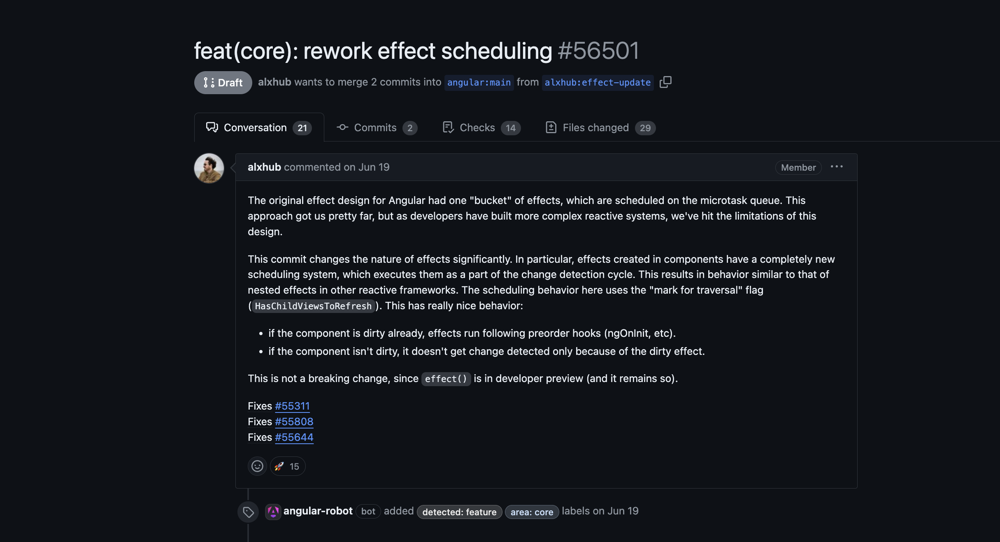 feat(core): rework effect scheduling #56501
Draft alxhub wants to merge 2 commits into angular:main from alxhub:effect-update
Conversation 21 Commits 2 Checks 14 Files changed 29
alxhub commented on Jun 19 Member
The original effect design for Angular had one "bucket" of effects, which are scheduled on the microtask queue. This
approach got us pretty far, but as developers have built more complex reactive systems, we've hit the limitations of this
design.
This commit changes the nature of effects significantly. In particular, effects created in components have a completely new
scheduling system, which executes them as a part of the change detection cycle. This results in behavior similar to that of
nested effects in other reactive frameworks. The scheduling behavior here uses the "mark for traversal" flag
(HasChildViewsToRefresh). This has really nice behavior:
• if the component is dirty already, effects run following preorder hooks (ngOnInit, etc).
• if the component isn't dirty, it doesn't get change detected only because of the dirty effect.
This is not a breaking change, since effect() is in developer preview (and it remains so).
Fixes #55311
Fixes #55808
Fixes #55644
🚀 15
angular-robot bot added detected: feature area: core labels on Jun 19